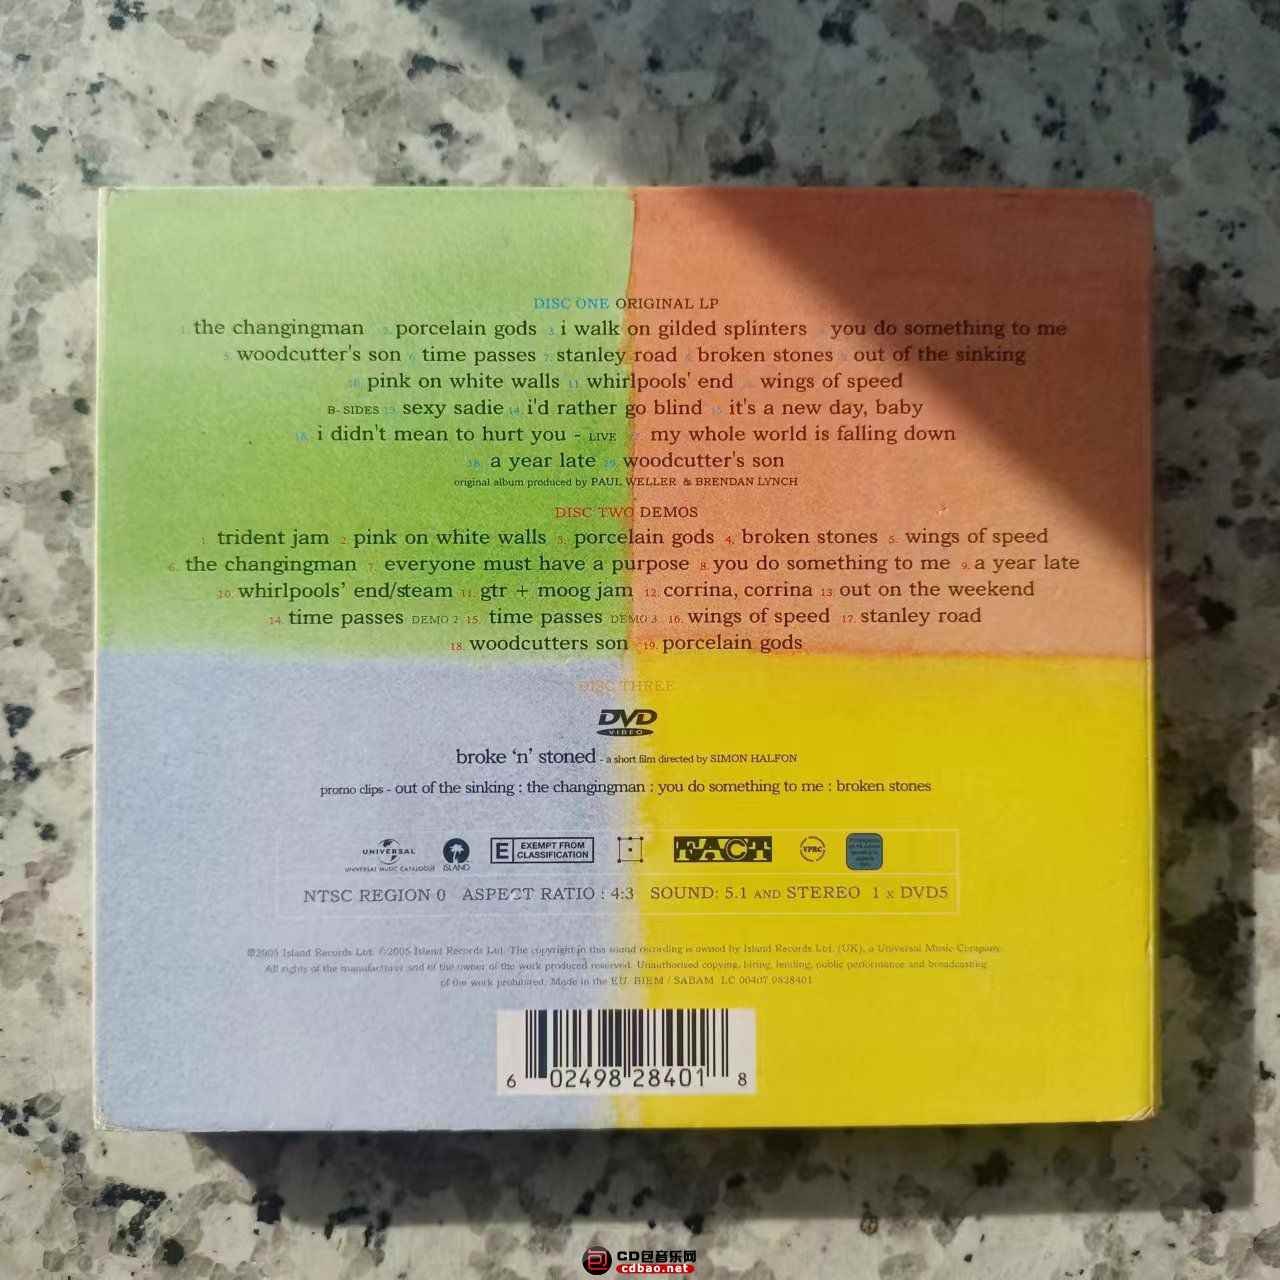 DISC ONE ORIGINAL LP
1. the changingman 2. porcelain gods 3. i walk on gilded splinters 4. you do something to me
5. woodcutter's son 6. time passes 7. stanley road 8. broken stones 9. out of the sinking
10. pink on white walls 11. whirlpools' end wings of speed
B- SIDES 13. sexy sadie 14. i'd rather go blind 15. it's a new day, baby
16. i didn't mean to hurt you - LIVE 17. my whole world is falling down
18. a year late 19. woodcutter's son
original album produced by PAUL WELLER & BRENDAN LYNCH
DISC TWO DEMOS
1. trident jam 2. pink on white walls 3. porcelain gods 4. broken stones 5. wings of speed
6. the changingman 7. everyone must have a purpose 8. you do something to me 9. a year late
10. whirlpools’ end/steam 11. gtr + moog jam 12. corrina, corrina 13 out on the weekend
14. time passes DEMO 2 15. time passes DEMO 3 16. wings of speed 17. stanley road
18. woodcutters son 19. porcelain gods
DISC THREE
DVD
VIDEO
broke ‘n’ stoned - a short film directed by SIMON HALFON
promo clips - out of the sinking : the changingman : you do something to me : broken stones
UNIVERSAL
UNIVERSAL MUSIC CATALOGUE
ISLAND
E EXEMPT FROM CLASSIFICATION
FACT
VPRC
NTSC REGION 0 ASPECT RATIO : 4:3 SOUND: 5.1 AND STEREO 1 x DVD5
℗2005 Island Records Ltd. ©2005 Island Records Ltd. The copyright in this sound recording is owned by Island Records Ltd. (UK), a Universal Music Company.
All rights of the manufacturer and of the owner of the work produced reserved. Unauthorised copying, hiring, lending, public performance and broadcasting
of the work prohibited. Made in the EU. BIEM / SABAM LC 00407 9828401
6 02498 28401 8
CD包音乐网
cdbao.net